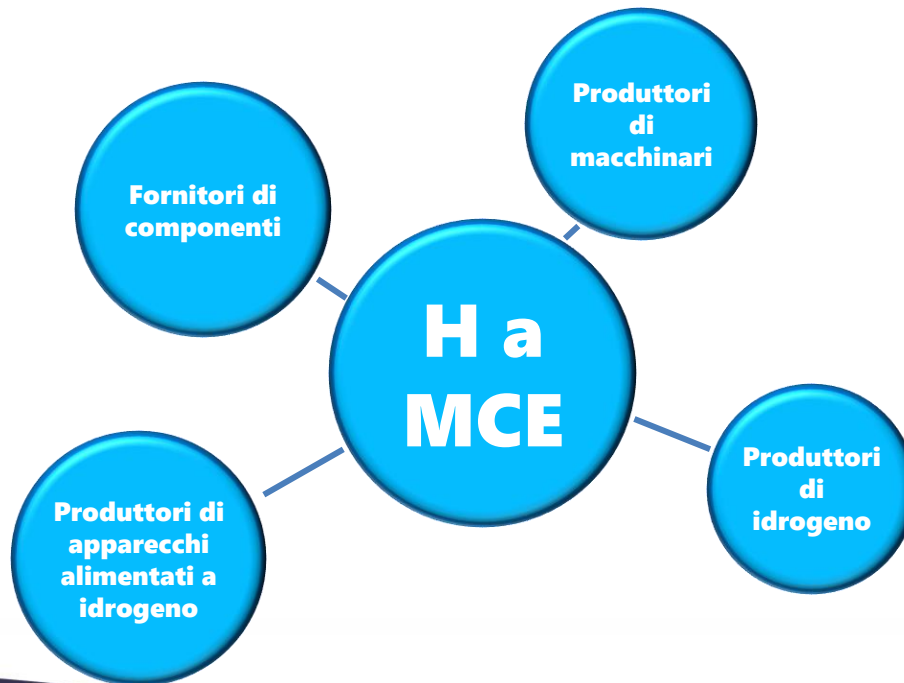 Produttori
di
macchinari
Fornitori di
componenti
H a
MCE
Produttori
di
idrogeno
Produttori di
apparecchi
alimentati a
idrogeno